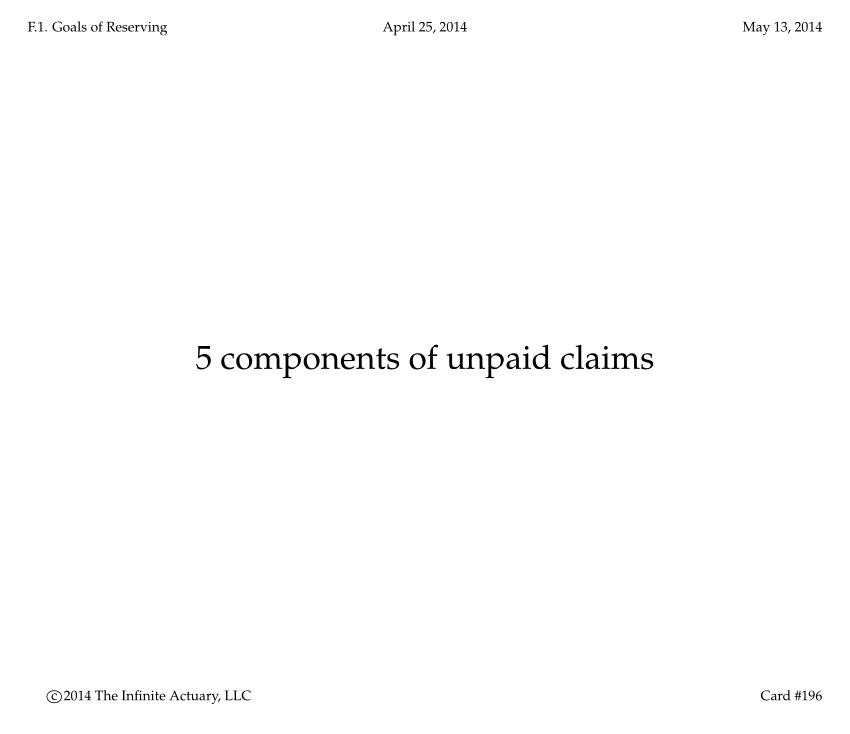 F.1. Goals of Reserving April 25, 2014 May 13, 2014
5 components of unpaid claims
©2014 The Infinite Actuary, LLC Card #196